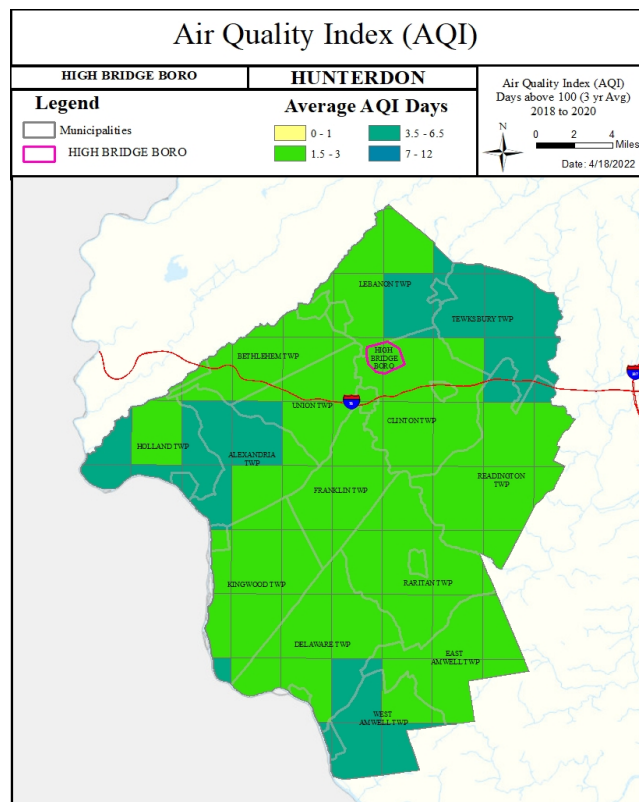 Air Quality Index (AQI)
HIGH BRIDGE BORO
HUNTERDON
Legend
Municipalities
HIGH BRIDGE BORO
Average AQI Days
0 - 1
1.5 - 3
3.5 - 6.5
7 - 12
Air Quality Index (AQI)
Days above 100 (3 yr Avg)
2018 to 2020
N
0 2 4
Miles
Date: 4/18/2022
LEBANON TWP
TEWKSBURY TWP
HIGH
BRIDGE
BORO
BETHLEHEM TWP
UNION TWP
CLINTON TWP
HOLLAND TWP
ALEXANDRIA
TWP
READINGTON
TWP
FRANKLIN TWP
KINGWOOD TWP
RARITAN TWP
DELAWARE TWP
EAST
AMWELL TWP
WEST
AMWELL TWP